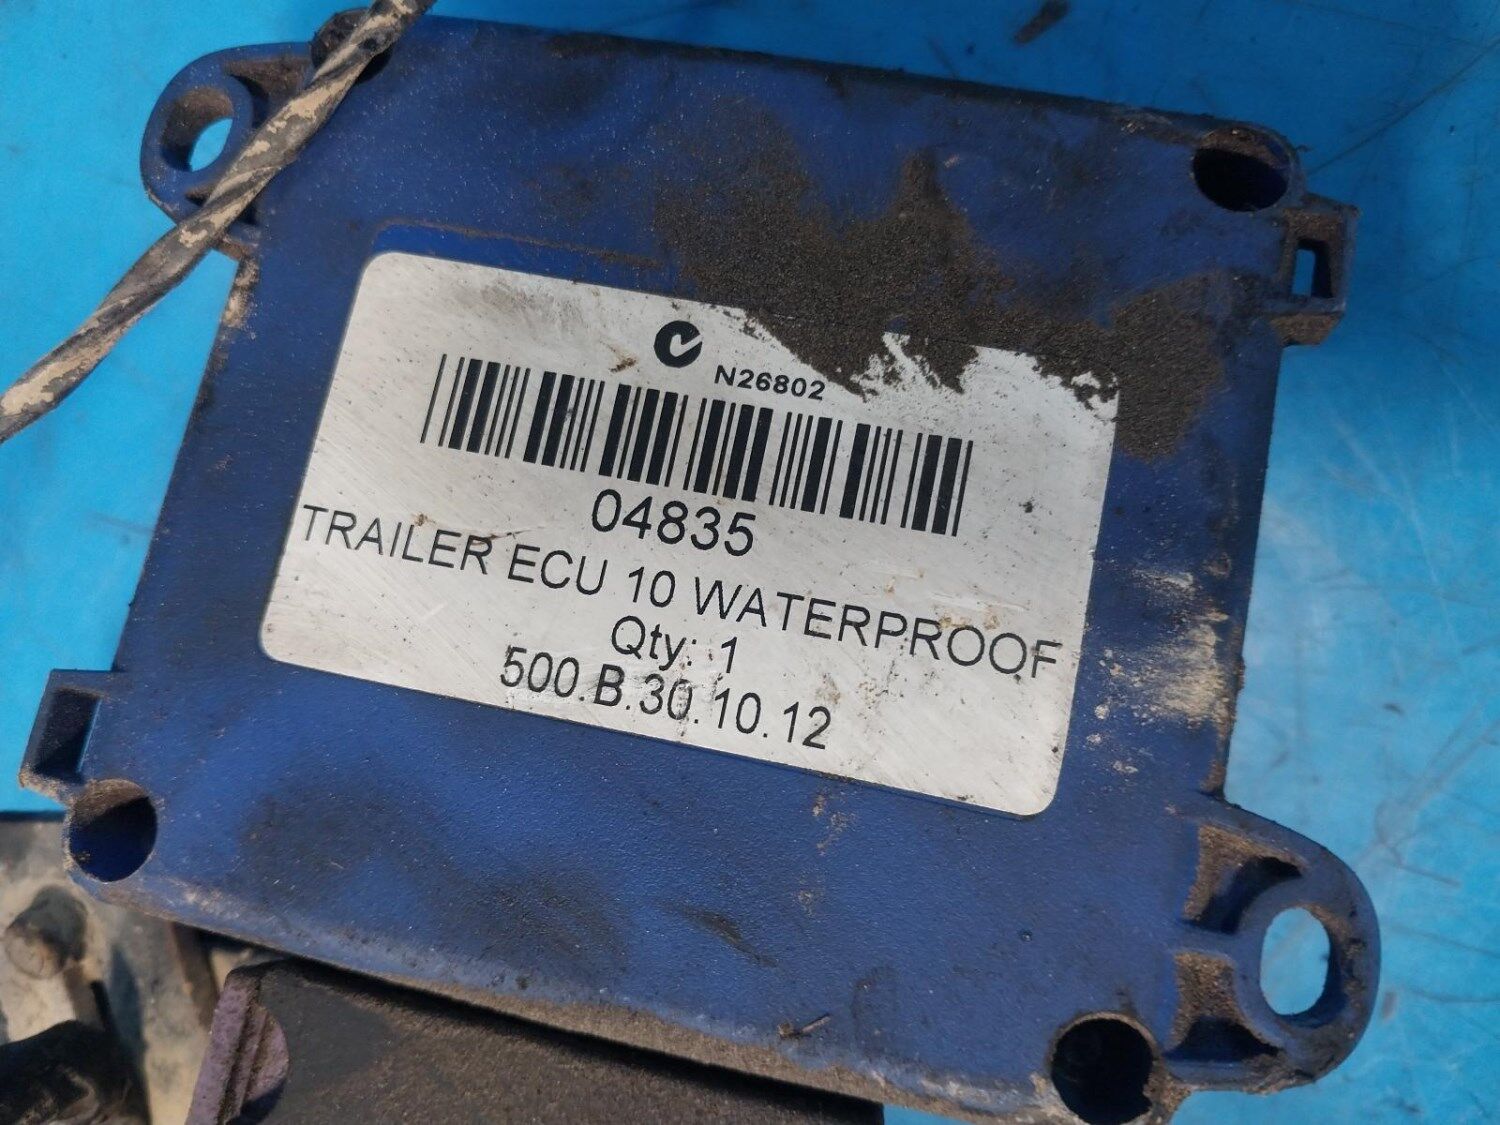 N26802
04835
TRAILER ECU 10 WATERPROOF
Qty: 1
500.B.30.10.12